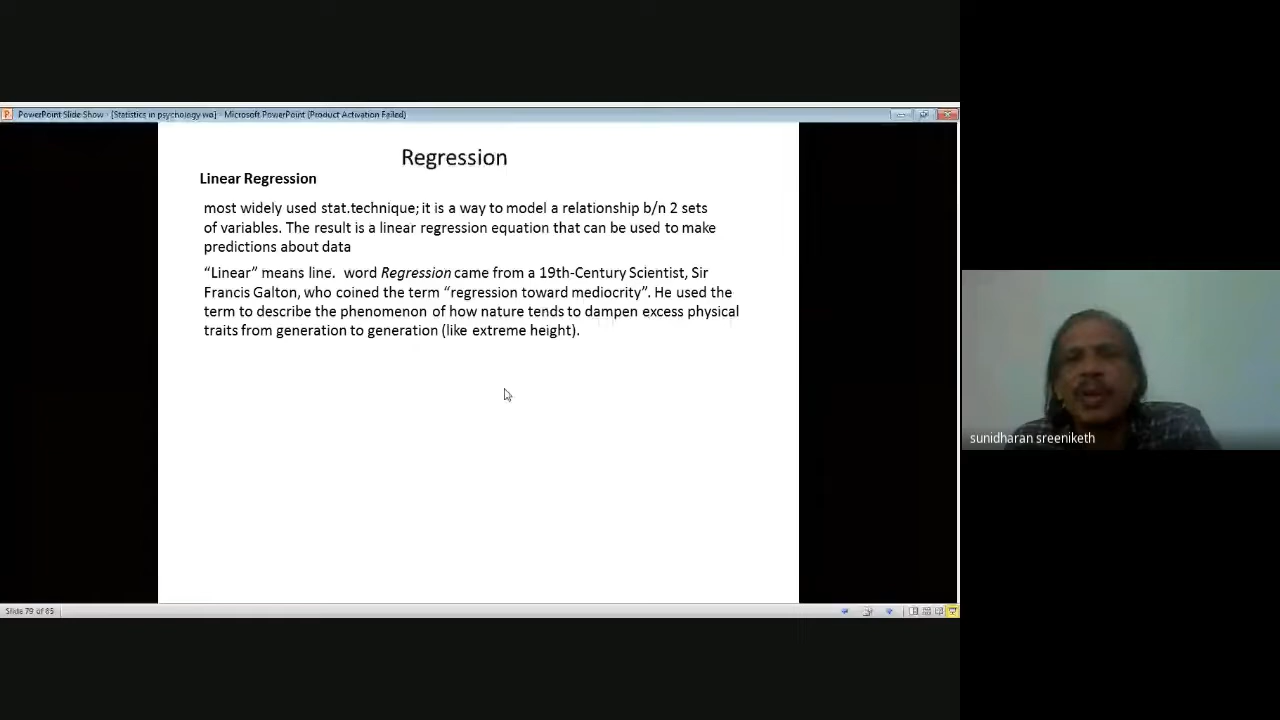 PowerPoint Slide Show - [Statistics in psychology wa] - Microsoft PowerPoint (Product Activation Failed)
Regression
Linear Regression
most widely used stat.technique; it is a way to model a relationship b/n 2 sets
of variables. The result is a linear regression equation that can be used to make
predictions about data
“Linear” means line. word Regression came from a 19th-Century Scientist, Sir
Francis Galton, who coined the term “regression toward mediocrity”. He used the
term to describe the phenomenon of how nature tends to dampen excess physical
traits from generation to generation (like extreme height).
sunidharan sreeniketh
Slide 79 of 85